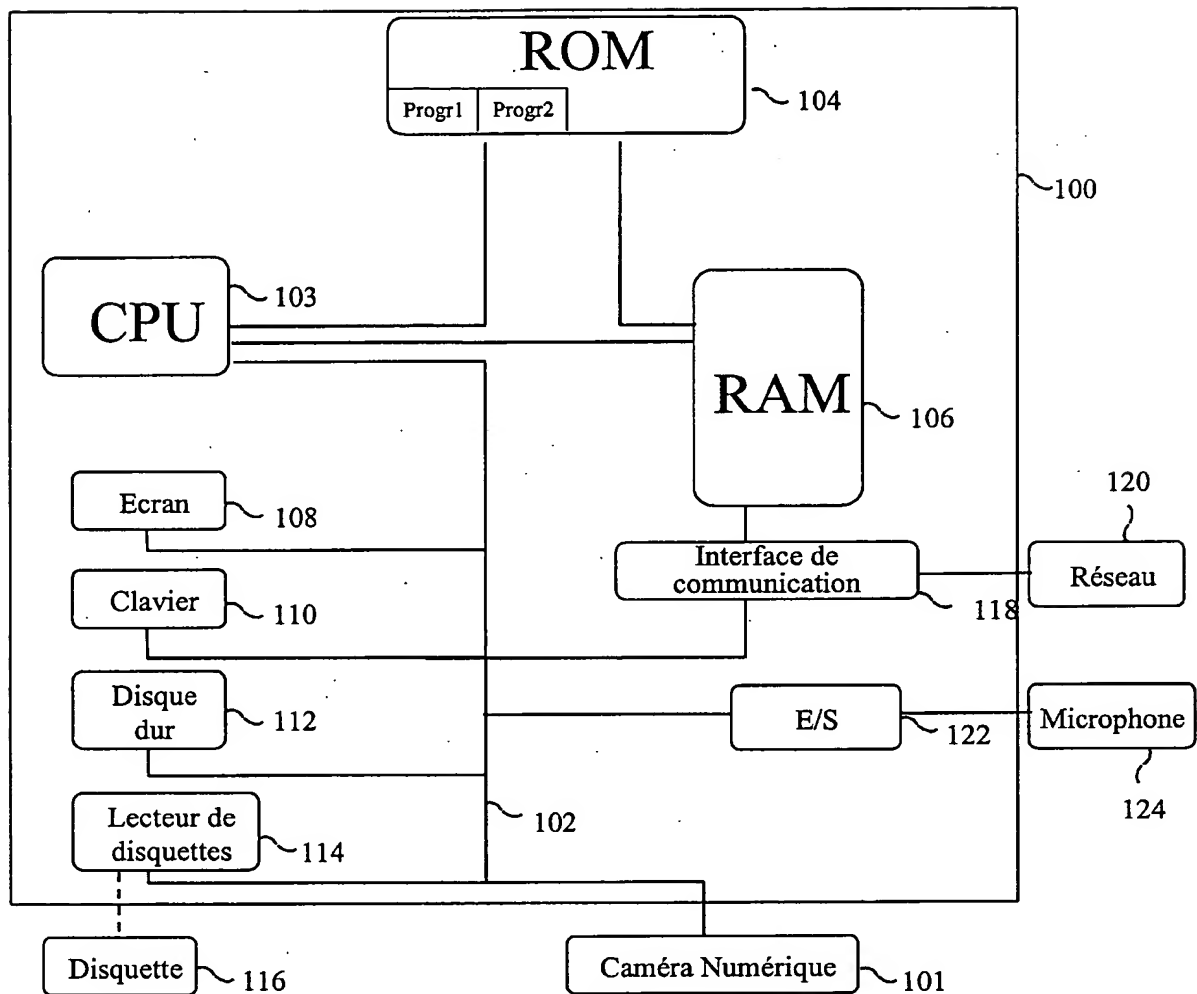 ROM
Progr1
Progr2
104
100
CPU
103
RAM
106
Ecran
108
Interface de
communication
118
120
Réseau
Clavier
110
Disque
dur
112
E/S
122
Microphone
124
Lecteur de
disquettes
114
102
Disquette
116
Caméra Numérique
101